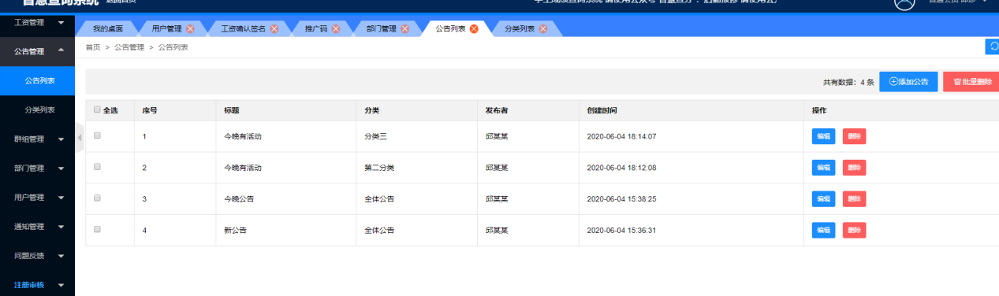 智慧查询系统 返回首页
工资管理
公告管理
公告列表
分类列表
群组管理
部门管理
用户管理
通知管理
问题反馈
注册审核
我的桌面 用户管理 工资确认签名 推广码 部门管理 公告列表 分类列表
首页 > 公告管理 > 公告列表
共有数据：4 条 添加公告 批量删除
全选 序号 标题 分类 发布者 创建时间 操作
1 今晚有活动 分类三 邱某某 2020-06-04 18:14:07 编辑 删除
2 今晚有活动 第二分类 邱某某 2020-06-04 18:12:08 编辑 删除
3 今晚公告 全体公告 邱某某 2020-06-04 15:38:25 编辑 删除
4 新公告 全体公告 邱某某 2020-06-04 15:36:31 编辑 删除